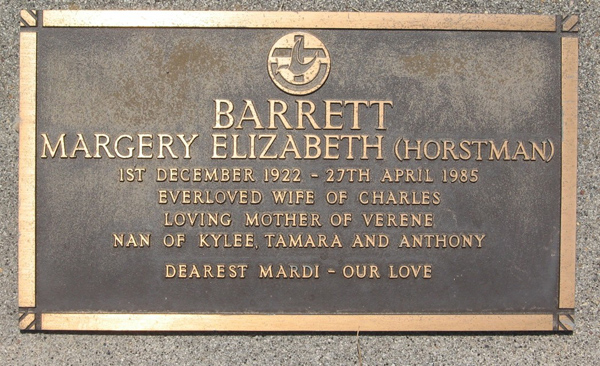 BARRETT
MARGERY ELIZABETH (HORSTMAN)
1ST DECEMBER 1922 - 27TH APRIL 1985
EVERLOVED WIFE OF CHARLES
LOVING MOTHER OF VERENE
NAN OF KYLEE, TAMARA AND ANTHONY
DEAREST MARDI - OUR LOVE